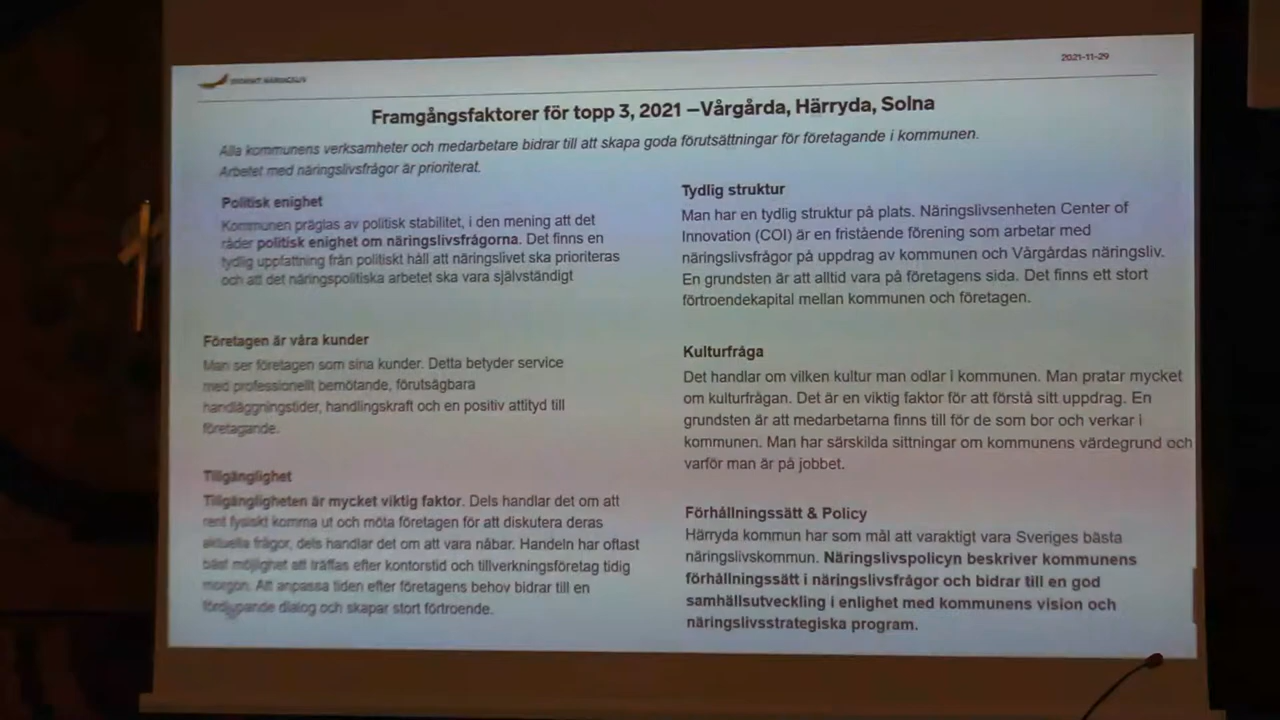 SVENSKT NÄRINGSLIV
2021-11-29
Framgångsfaktorer för topp 3, 2021 –Vårgårda, Härryda, Solna
Alla kommunens verksamheter och medarbetare bidrar till att skapa goda förutsättningar för företagande i kommunen.
Arbetet med näringslivsfrågor är prioriterat.
Politisk enighet
Kommunen präglas av politisk stabilitet, i den mening att det
råder politisk enighet om näringslivsfrågorna. Det finns en
tydlig uppfattning från politiskt håll att näringslivet ska prioriteras
och att det näringspolitiska arbetet ska vara självständigt
Företagen är våra kunder
Man ser företagen som sina kunder. Detta betyder service
med professionellt bemötande, förutsägbara
handläggningstider, handlingskraft och en positiv attityd till
företagande.
Tillgänglighet
Tillgängligheten är mycket viktig faktor. Dels handlar det om att
rent fysiskt komma ut och möta företagen för att diskutera deras
aktuella frågor, dels handlar det om att vara nåbar. Handeln har oftast
bäst möjlighet att träffas efter kontorstid och tillverkningsföretag tidig
morgon. Att anpassa tiden efter företagens behov bidrar till en
fördjupande dialog och skapar stort förtroende.
Tydlig struktur
Man har en tydlig struktur på plats. Näringslivsenheten Center of
Innovation (COI) är en fristående förening som arbetar med
näringslivsfrågor på uppdrag av kommunen och Vårgårdas näringsliv.
En grundsten är att alltid vara på företagens sida. Det finns ett stort
förtroendekapital mellan kommunen och företagen.
Kulturfråga
Det handlar om vilken kultur man odlar i kommunen. Man pratar mycket
om kulturfrågan. Det är en viktig faktor för att förstå sitt uppdrag. En
grundsten är att medarbetarna finns till för de som bor och verkar i
kommunen. Man har särskilda sittningar om kommunens värdegrund och
varför man är på jobbet.
Förhållningssätt & Policy
Härryda kommun har som mål att varaktigt vara Sveriges bästa
näringslivskommun. Näringslivspolicyn beskriver kommunens
förhållningssätt i näringslivsfrågor och bidrar till en god
samhällsutveckling i enlighet med kommunens vision och
näringslivsstrategiska program.